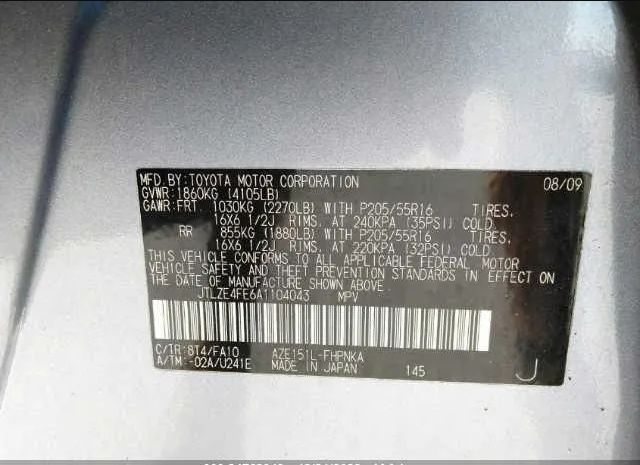 MFD.BY:TOYOTA MOTOR CORPORATION 08/09
GVWR:1860KG (4105LB)
GAWR:FRT 1030KG (2270LB) WITH P205/55R16 TIRES,
16X6 1/2J RIMS, AT 240KPA (35PSI) COLD
RR 855KG (1880LB) WITH P205/55R16 TIRES,
16X6 1/2J RIMS, AT 220KPA (32PSI) COLD
THIS VEHICLE CONFORMS TO ALL APPLICABLE FEDERAL MOTOR
VEHICLE SAFETY AND THEFT PREVENTION STANDARDS IN EFFECT ON
THE DATE OF MANUFACTURE SHOWN ABOVE.
JTLZE4FE6A1104043 MPV
C/TR:8T4/FA10 AZE151L-FHPNKA
A/TM:-02A/U241E MADE IN JAPAN 145
J